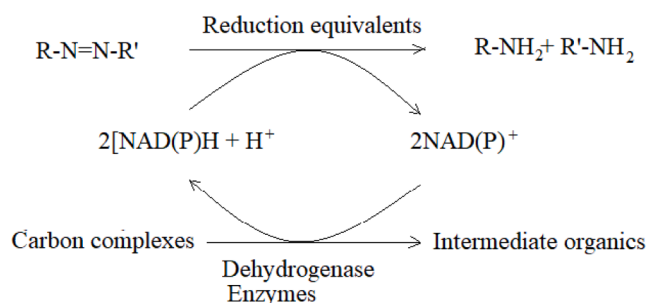 Reduction equivalents
R-N=N-R'
R-NH₂+ R'-NH₂
2[NAD(P)H + H⁺
2NAD(P)⁺
Carbon complexes
Intermediate organics
Dehydrogenase
Enzymes